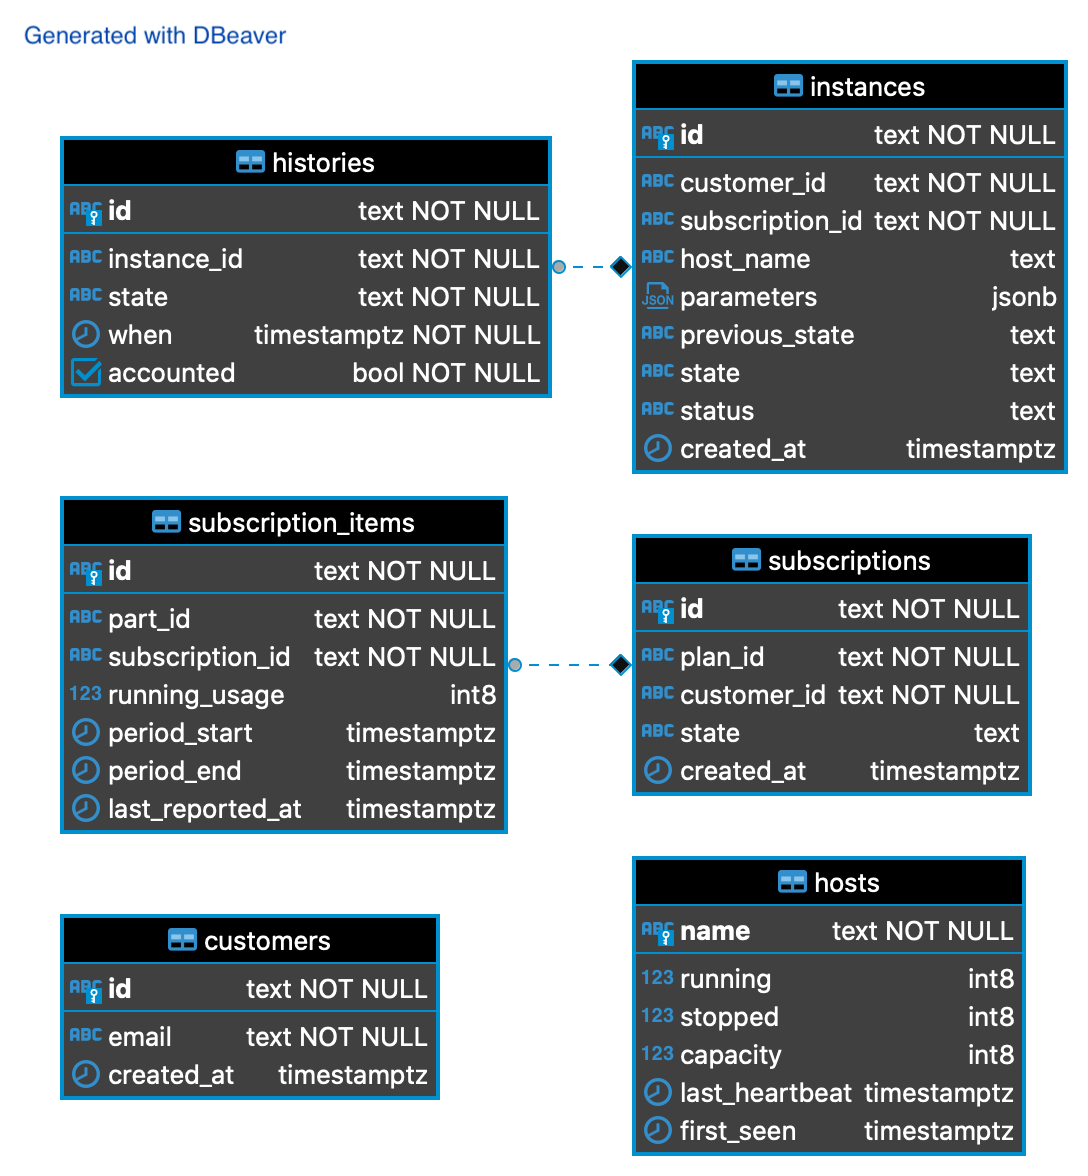 Generated with DBeaver
histories
id text NOT NULL
instance_id text NOT NULL
state text NOT NULL
when timestamptz NOT NULL
accounted bool NOT NULL
instances
id text NOT NULL
customer_id text NOT NULL
subscription_id text NOT NULL
host_name text
parameters jsonb
previous_state text
state text
status text
created_at timestamptz
subscription_items
id text NOT NULL
part_id text NOT NULL
subscription_id text NOT NULL
running_usage int8
period_start timestamptz
period_end timestamptz
last_reported_at timestamptz
subscriptions
id text NOT NULL
plan_id text NOT NULL
customer_id text NOT NULL
state text
created_at timestamptz
customers
id text NOT NULL
email text NOT NULL
created_at timestamptz
hosts
name text NOT NULL
running int8
stopped int8
capacity int8
last_heartbeat timestamptz
first_seen timestamptz